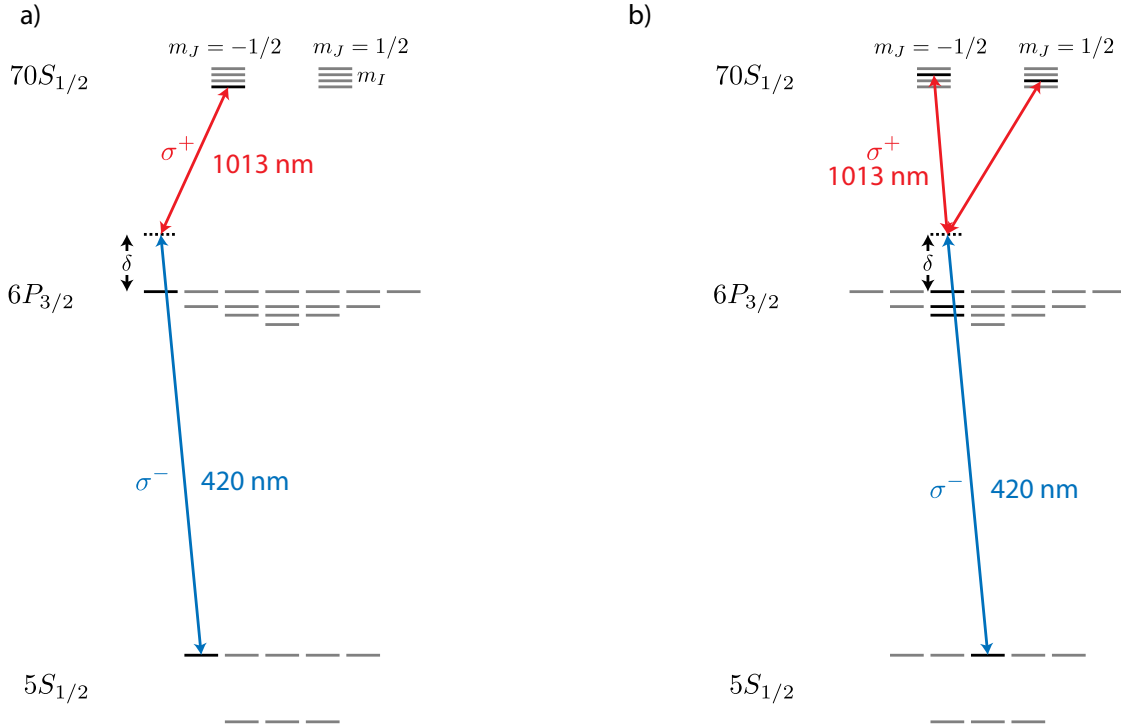 a)
m_J = −1/2
m_J = 1/2
70S_{1/2}
m_I
σ^+
1013 nm
δ
6P_{3/2}
σ^−
420 nm
5S_{1/2}
b)
m_J = −1/2
m_J = 1/2
70S_{1/2}
σ^+
1013 nm
δ
6P_{3/2}
σ^−
420 nm
5S_{1/2}